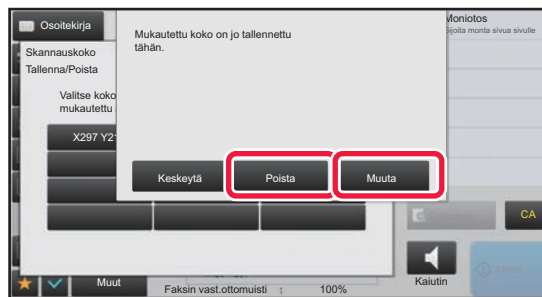 Osoitekirja
Moniotos
Sijoita monta sivua sivulle
Skannauskoko
Tallenna/Poista
Valitse koko
mukautettu
X297 Y21
Mukautettu koko on jo tallennettu
tähän.
Keskeytä
Poista
Muuta
CA
Muut
Faksin vast.ottomuisti : 100%
Kaiutin
Aloita